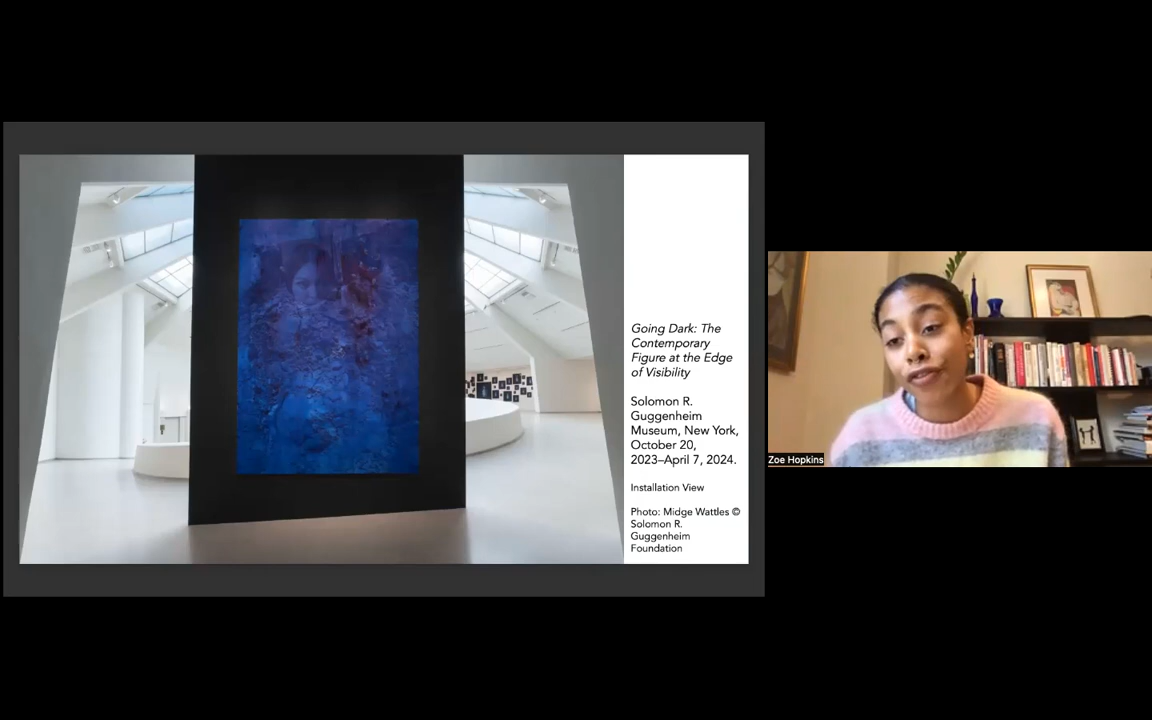 Going Dark: The
Contemporary
Figure at the Edge
of Visibility
Solomon R.
Guggenheim
Museum, New York,
October 20,
2023–April 7, 2024.
Installation View
Photo: Midge Wattles ©
Solomon R.
Guggenheim
Foundation
Zoe Hopkins